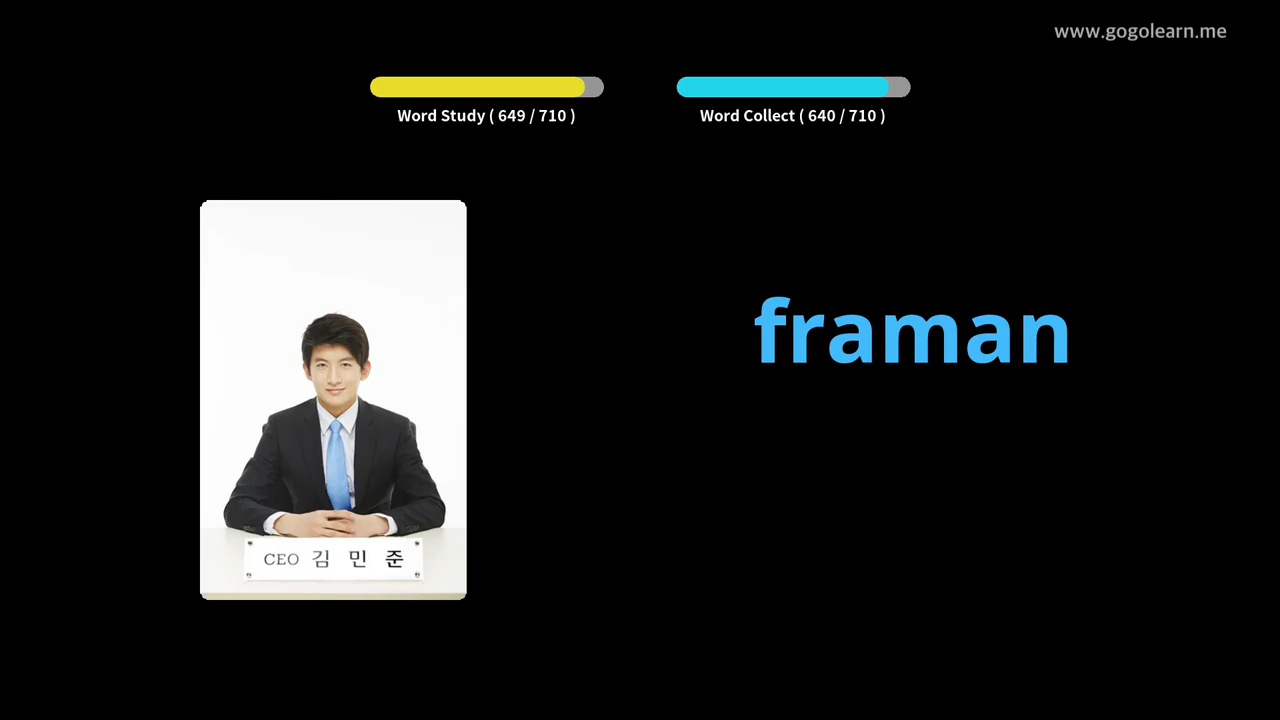 www.gogolearn.me
Word Study ( 649 / 710 )
Word Collect ( 640 / 710 )
framan
CEO 김 민 준